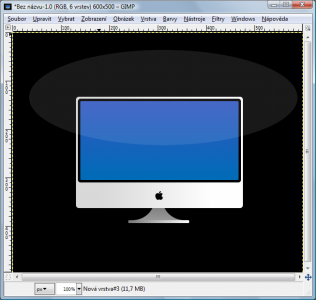 *Bez názvu-1.0 (RGB, 6 vrstev) 600x500 – GIMP
Soubor Upravit Vybrat Zobrazení Obrázek Vrstva Barvy Nástroje Filtry Windows Nápověda
px 100% Nová vrstva#3 (11,7 MB)